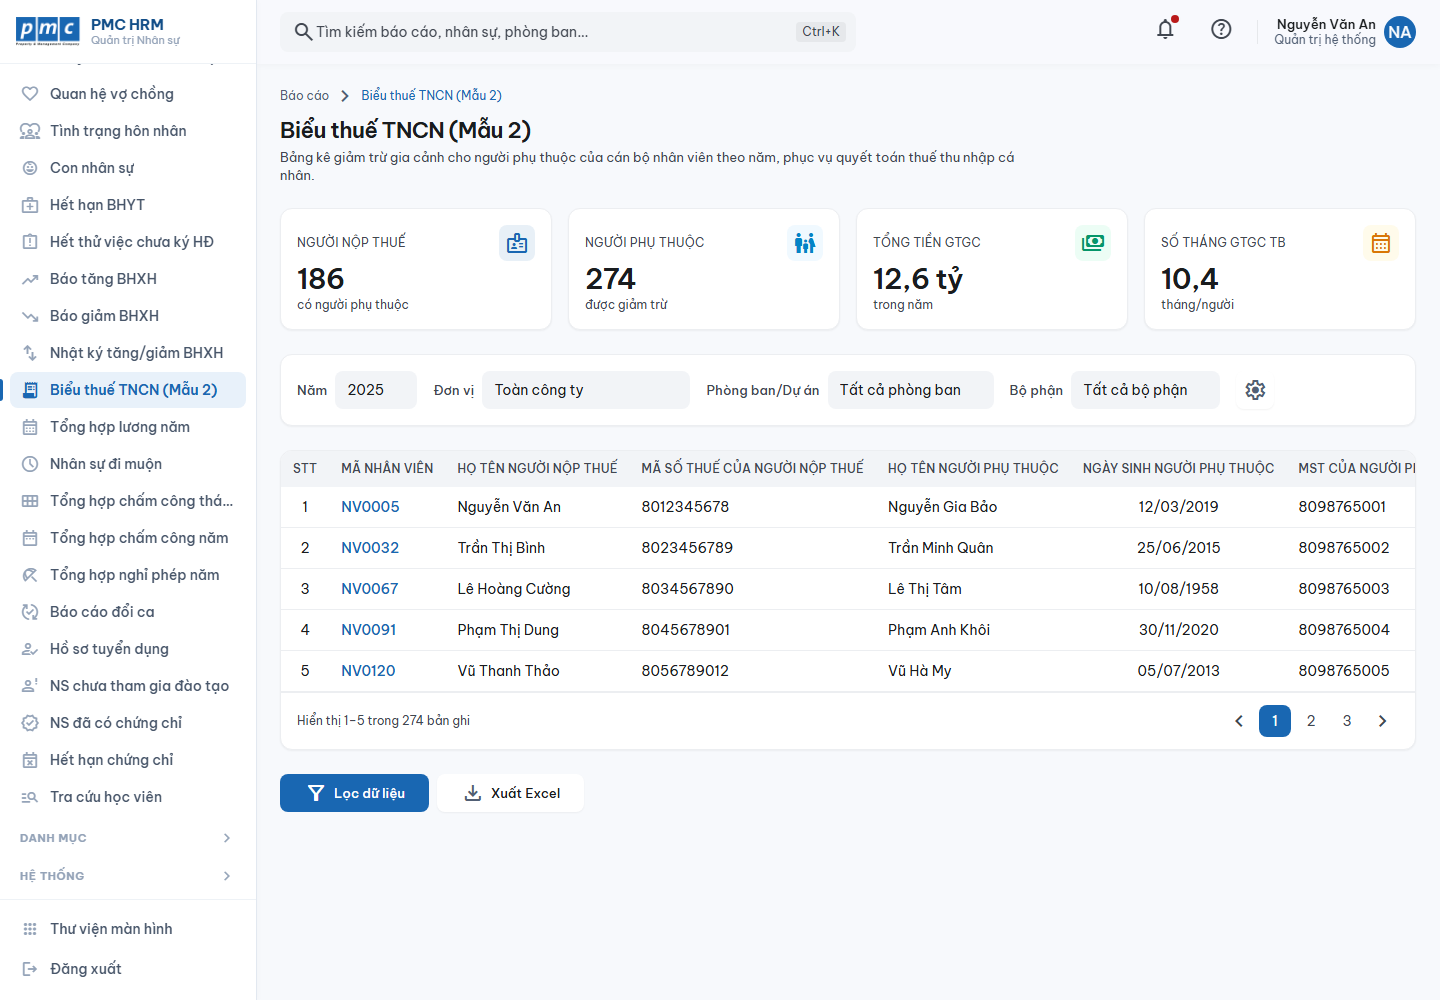 pmc
Property & Management Company
PMC HRM
Quản trị Nhân sự
Tìm kiếm báo cáo, nhân sự, phòng ban...
Ctrl+K
Nguyễn Văn An
Quản trị hệ thống
NA
Quan hệ vợ chồng
Tình trạng hôn nhân
Con nhân sự
Hết hạn BHYT
Hết thử việc chưa ký HĐ
Báo tăng BHXH
Báo giảm BHXH
Nhật ký tăng/giảm BHXH
Biểu thuế TNCN (Mẫu 2)
Tổng hợp lương năm
Nhân sự đi muộn
Tổng hợp chấm công thá...
Tổng hợp chấm công năm
Tổng hợp nghỉ phép năm
Báo cáo đổi ca
Hồ sơ tuyển dụng
NS chưa tham gia đào tạo
NS đã có chứng chỉ
Hết hạn chứng chỉ
Tra cứu học viên
DANH MỤC
HỆ THỐNG
Thư viện màn hình
Đăng xuất
Báo cáo
Biểu thuế TNCN (Mẫu 2)
Biểu thuế TNCN (Mẫu 2)
Bảng kê giảm trừ gia cảnh cho người phụ thuộc của cán bộ nhân viên theo năm, phục vụ quyết toán thuế thu nhập cá
nhân.
NGƯỜI NỘP THUẾ
186
có người phụ thuộc
NGƯỜI PHỤ THUỘC
274
được giảm trừ
TỔNG TIỀN GTGC
12,6 tỷ
trong năm
SỐ THÁNG GTGC TB
10,4
tháng/người
Năm 2025 Đơn vị Toàn công ty Phòng ban/Dự án Tất cả phòng ban Bộ phận Tất cả bộ phận
STT MÃ NHÂN VIÊN HỌ TÊN NGƯỜI NỘP THUẾ MÃ SỐ THUẾ CỦA NGƯỜI NỘP THUẾ HỌ TÊN NGƯỜI PHỤ THUỘC NGÀY SINH NGƯỜI PHỤ THUỘC MST CỦA NGƯỜI
1 NV0005 Nguyễn Văn An 8012345678 Nguyễn Gia Bảo 12/03/2019 8098765001
2 NV0032 Trần Thị Bình 8023456789 Trần Minh Quân 25/06/2015 8098765002
3 NV0067 Lê Hoàng Cường 8034567890 Lê Thị Tâm 10/08/1958 8098765003
4 NV0091 Phạm Thị Dung 8045678901 Phạm Anh Khôi 30/11/2020 8098765004
5 NV0120 Vũ Thanh Thảo 8056789012 Vũ Hà My 05/07/2013 8098765005
Hiển thị 1–5 trong 274 bản ghi
1 2 3
Lọc dữ liệu
Xuất Excel